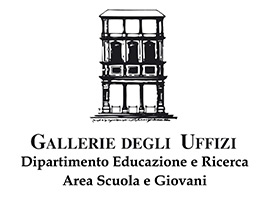 GALLERIE DEGLI UFFIZI
Dipartimento Educazione e Ricerca
Area Scuola e Giovani